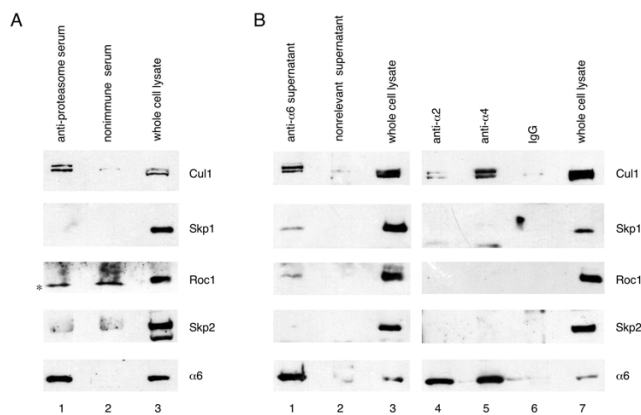 A
anti-proteasome serum
nonimmune serum
whole cell lysate
Cul1
Skp1
Roc1
*
Skp2
α6
1 2 3
B
anti-α6 supernatant
nonrelevant supernatant
whole cell lysate
anti-α2
anti-α4
IgG
whole cell lysate
Cul1
Skp1
Roc1
Skp2
α6
1 2 3 4 5 6 7